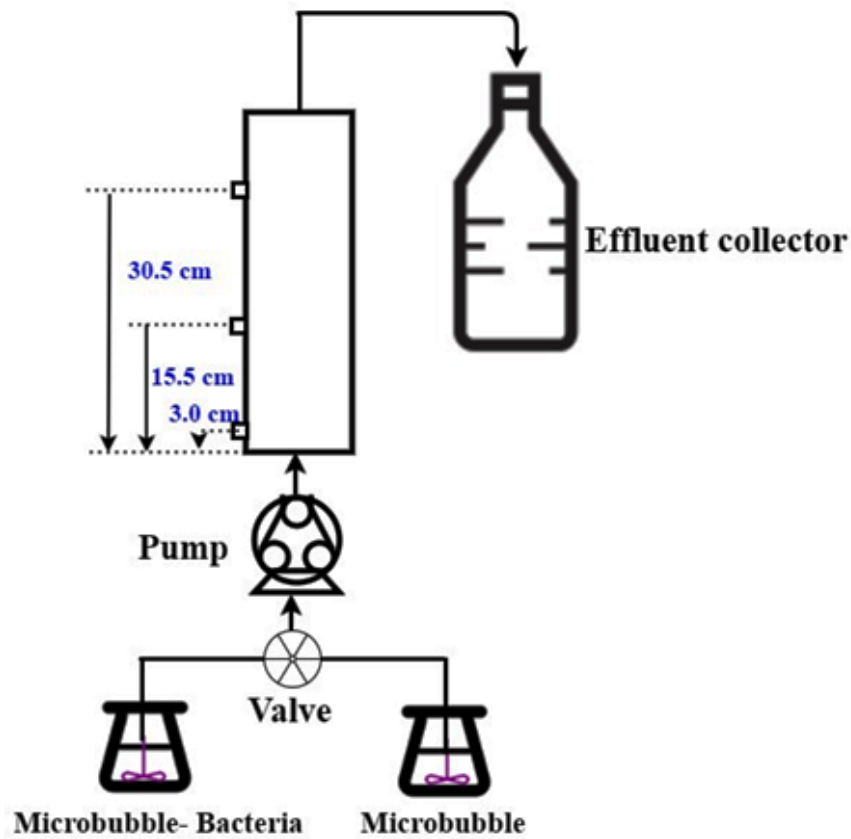 30.5 cm
Effluent collector
15.5 cm
3.0 cm
Pump
Valve
Microbubble- Bacteria
Microbubble